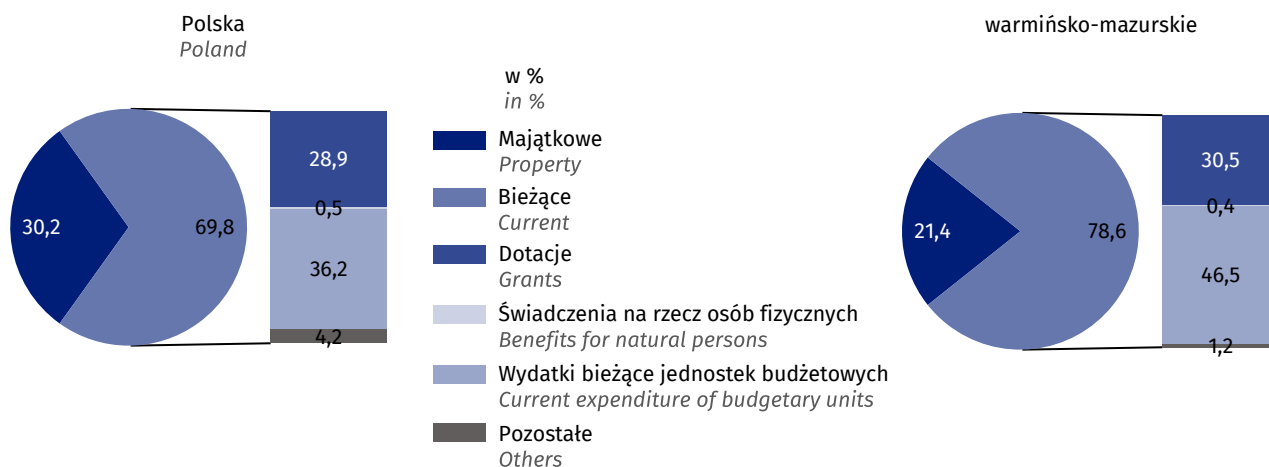 Polska
Poland
30,2
69,8
28,9
0,5
36,2
4,2
w %
in %
Majątkowe
Property
Bieżące
Current
Dotacje
Grants
Świadczenia na rzecz osób fizycznych
Benefits for natural persons
Wydatki bieżące jednostek budżetowych
Current expenditure of budgetary units
Pozostałe
Others
warmińsko-mazurskie
21,4
78,6
30,5
0,4
46,5
1,2